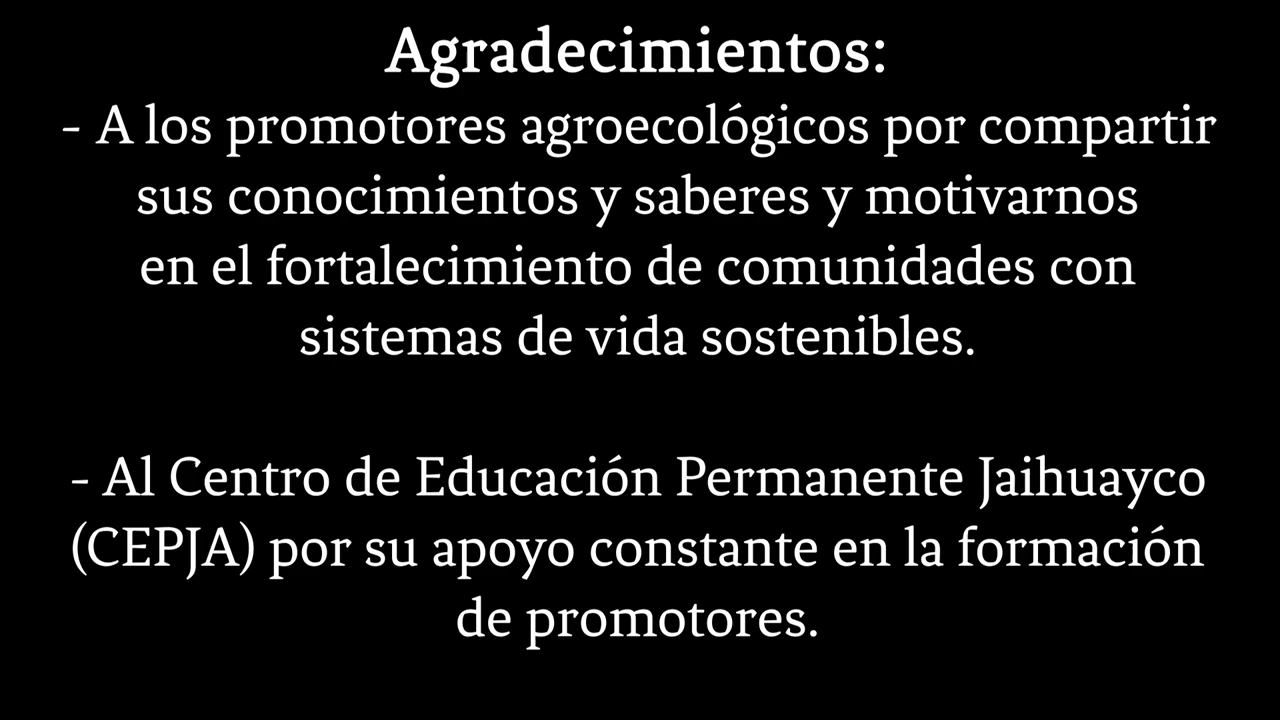 Agradecimientos:
- A los promotores agroecológicos por compartir
sus conocimientos y saberes y motivarnos
en el fortalecimiento de comunidades con
sistemas de vida sostenibles.
- Al Centro de Educación Permanente Jaihuayco
(CEPJA) por su apoyo constante en la formación
de promotores.